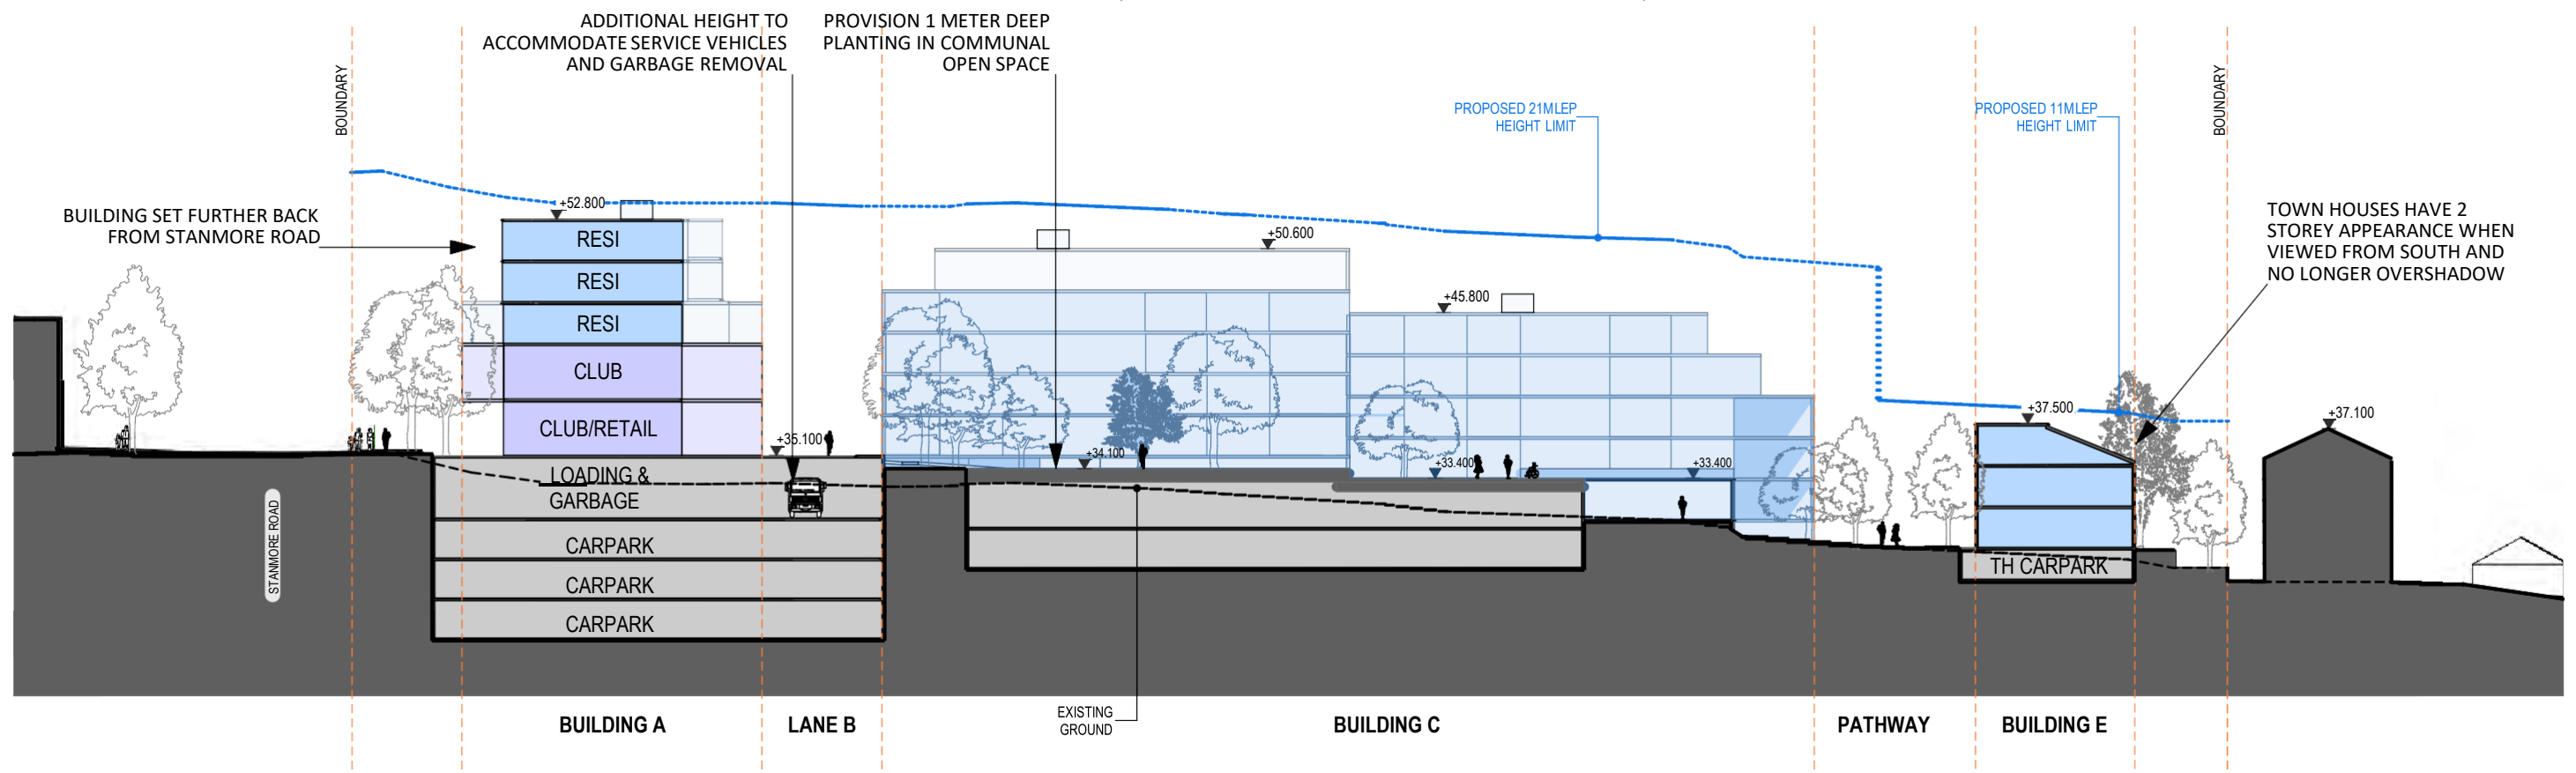 ADDITIONAL HEIGHT TO
ACCOMMODATE SERVICE VEHICLES
AND GARBAGE REMOVAL
PROVISION 1 METER DEEP
PLANTING IN COMMUNAL
OPEN SPACE
BOUNDARY
PROPOSED 21MLEP
HEIGHT LIMIT
PROPOSED 11MLEP
HEIGHT LIMIT
BOUNDARY
BUILDING SET FURTHER BACK
FROM STANMORE ROAD
TOWN HOUSES HAVE 2
STOREY APPEARANCE WHEN
VIEWED FROM SOUTH AND
NO LONGER OVERSHADOW
+52.800
RESI
RESI
RESI
CLUB
CLUB/RETAIL
+50.600
+45.800
+37.500
+37.100
+35.100
+34.100
+33.400
+33.400
LOADING &
GARBAGE
CARPARK
CARPARK
CARPARK
TH CARPARK
STANMORE ROAD
EXISTING
GROUND
BUILDING A
LANE B
BUILDING C
PATHWAY
BUILDING E